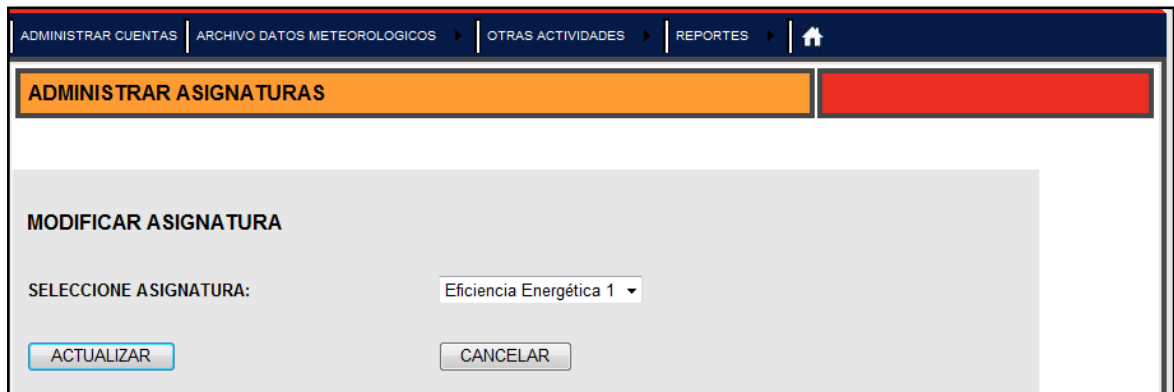 ADMINISTRAR CUENTAS ARCHIVO DATOS METEOROLOGICOS OTRAS ACTIVIDADES REPORTES
ADMINISTRAR ASIGNATURAS
MODIFICAR ASIGNATURA
SELECCIONE ASIGNATURA: Eficiencia Energética 1
ACTUALIZAR CANCELAR